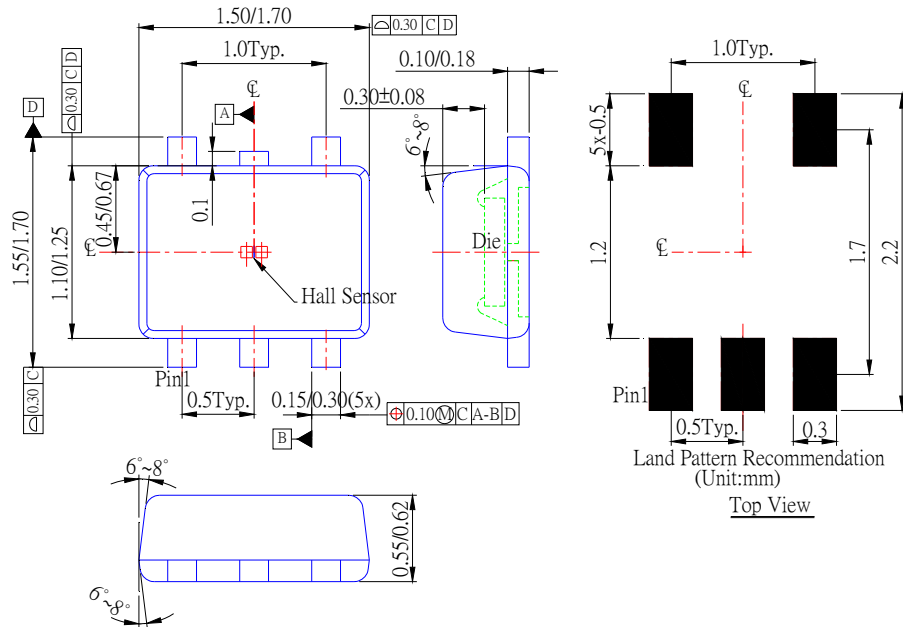 1.50/1.70
⌓ 0.30 C D
1.0Typ.
0.10/0.18
1.0Typ.
⌓ 0.30 C D
℄
0.30±0.08
℄
D
A
6°~8°
5x-0.5
0.45/0.67
0.1
1.55/1.70
1.10/1.25
℄
Die
℄
1.2
1.7
2.2
Hall Sensor
Pin1
Pin1
⌓ 0.30 C
0.5Typ.
0.15/0.30(5x)
⌖ 0.10 Ⓜ C A-B D
B
0.5Typ.
0.3
Land Pattern Recommendation
(Unit:mm)
Top View
6°~8°
0.55/0.62
6°~8°